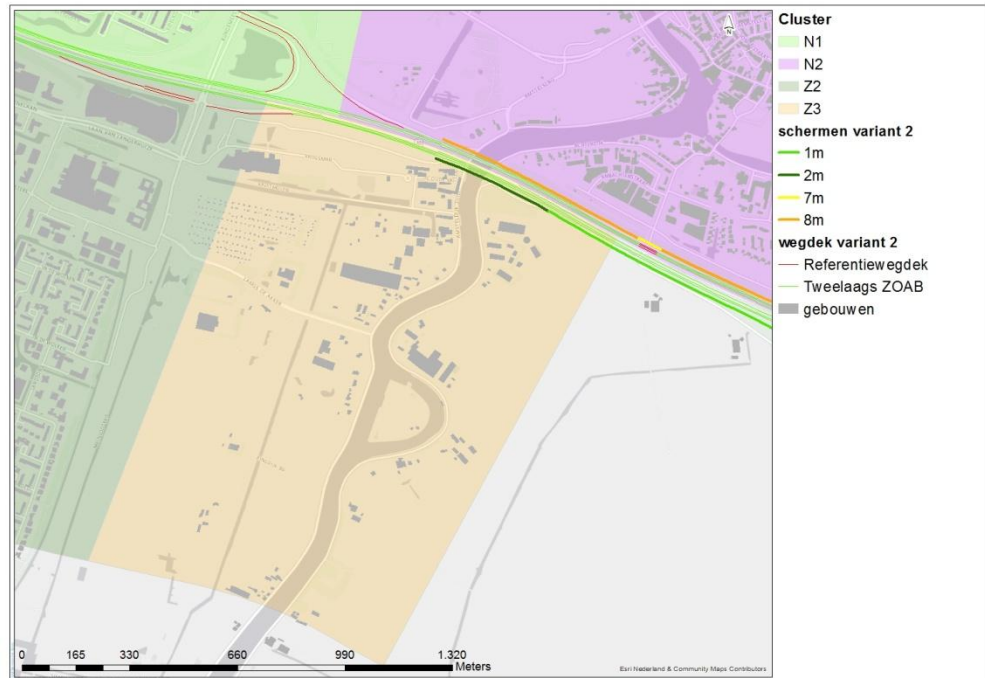 N
Cluster
N1
N2
Z2
Z3
schermen variant 2
1m
2m
7m
8m
wegdek variant 2
Referentiewegdek
Tweelaags ZOAB
gebouwen
0 165 330 660 990 1.320
Meters
Esri Nederland & Community Maps Contributors